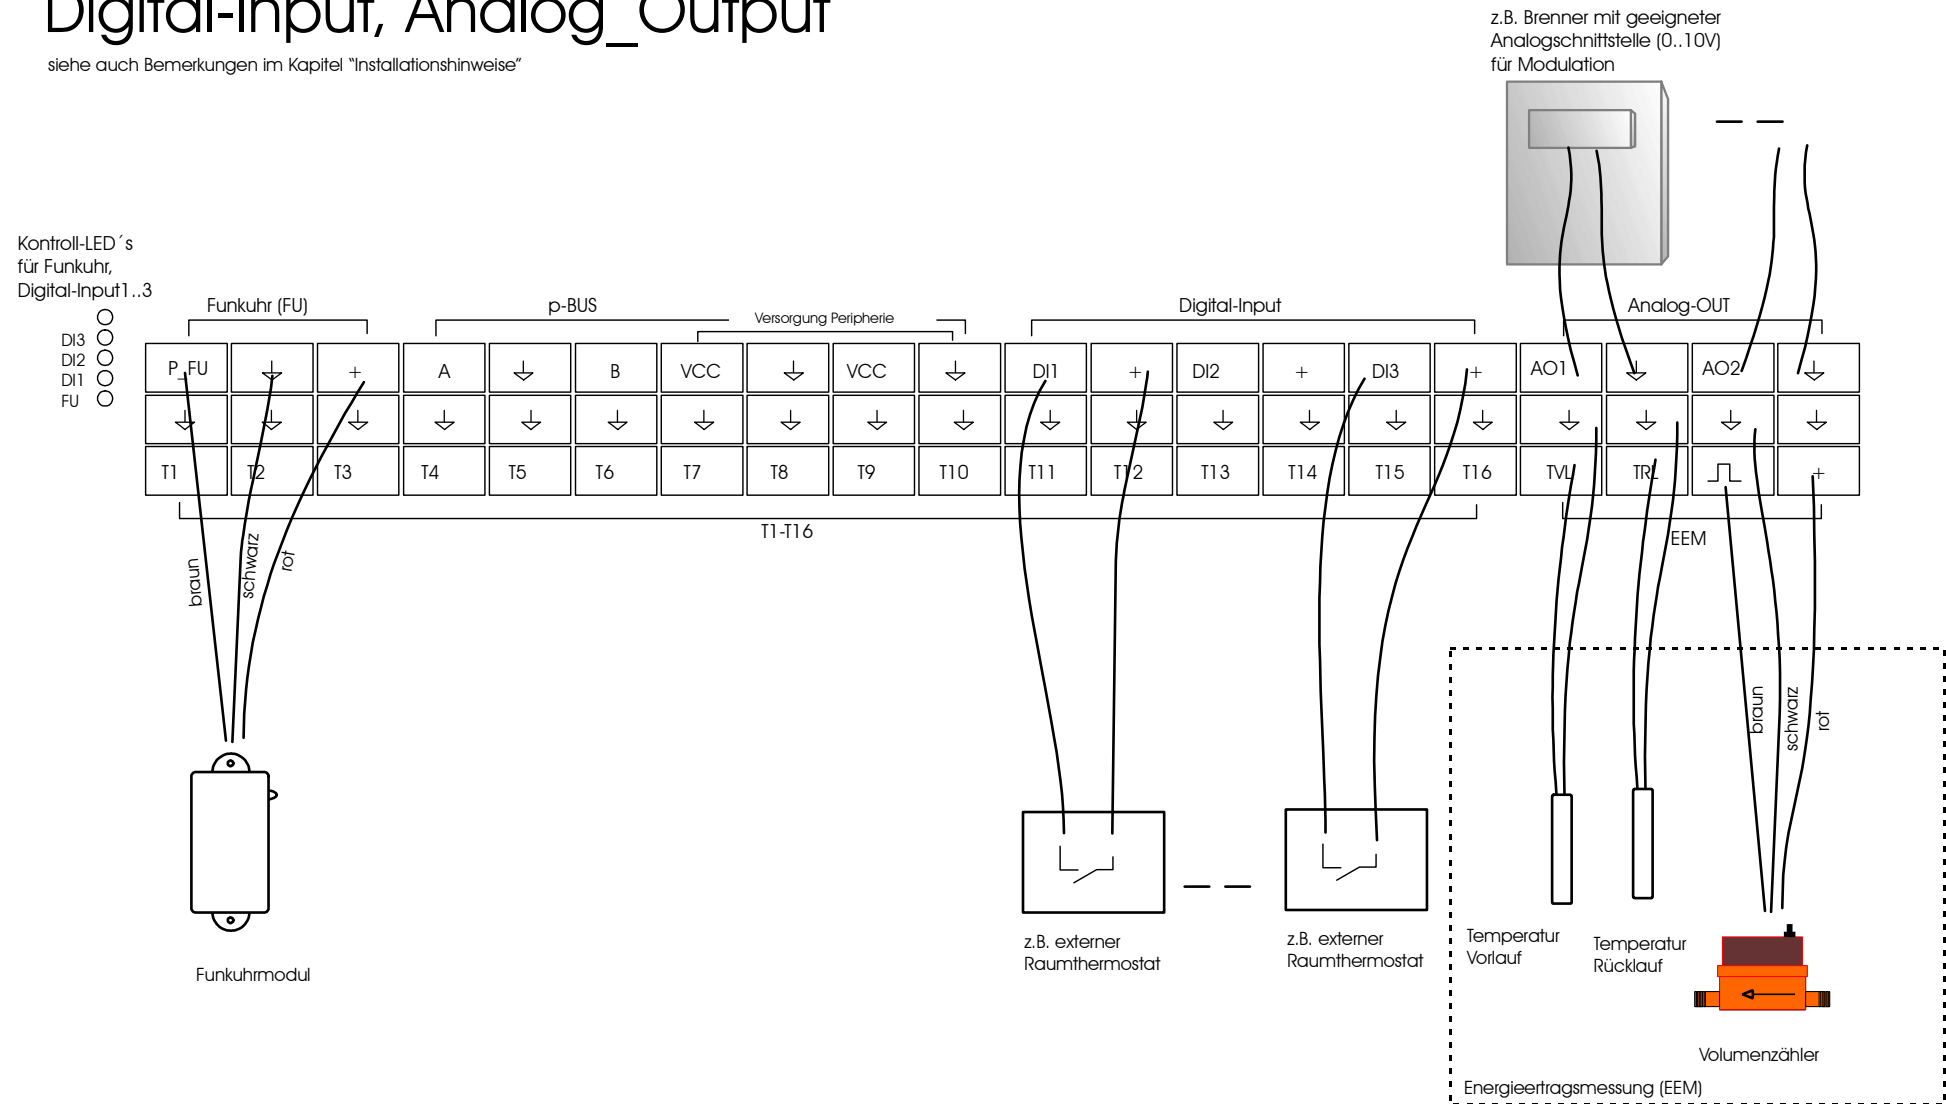 Digital-Input, Analog_Output
siehe auch Bemerkungen im Kapitel "Installationshinweise"
z.B. Brenner mit geeigneter
Analogschnittstelle (0..10V)
für Modulation
Kontroll-LED´s
für Funkuhr,
Digital-Input1..3
DI3
DI2
DI1
FU
Funkuhr (FU)
p-BUS
Versorgung Peripherie
Digital-Input
Analog-OUT
P_FU + A B VCC VCC DI1 + DI2 + DI3 + AO1 AO2
T1 T2 T3 T4 T5 T6 T7 T8 T9 T10 T11 T12 T13 T14 T15 T16 TVL TRL +
T1-T16
EEM
braun
schwarz
rot
braun
schwarz
rot
Funkuhrmodul
z.B. externer
Raumthermostat
z.B. externer
Raumthermostat
Temperatur
Vorlauf
Temperatur
Rücklauf
Volumenzähler
Energieertragsmessung (EEM)